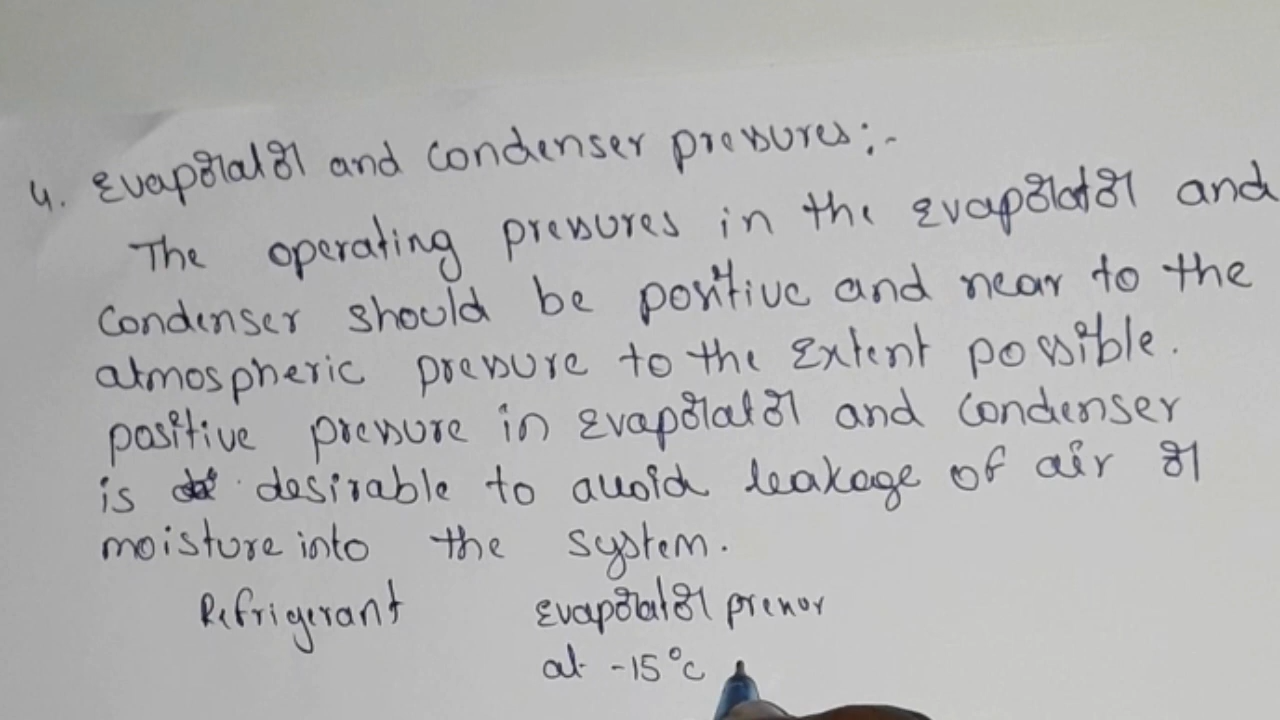 4. Evaporator and condenser pressures:-
The operating pressures in the evaporator and
condenser should be positive and near to the
atmospheric pressure to the Extent possible.
positive pressure in Evaporator and condenser
is desirable to avoid leakage of air or
moisture into the system.
Refrigerant evaporator pressur
at -15°C